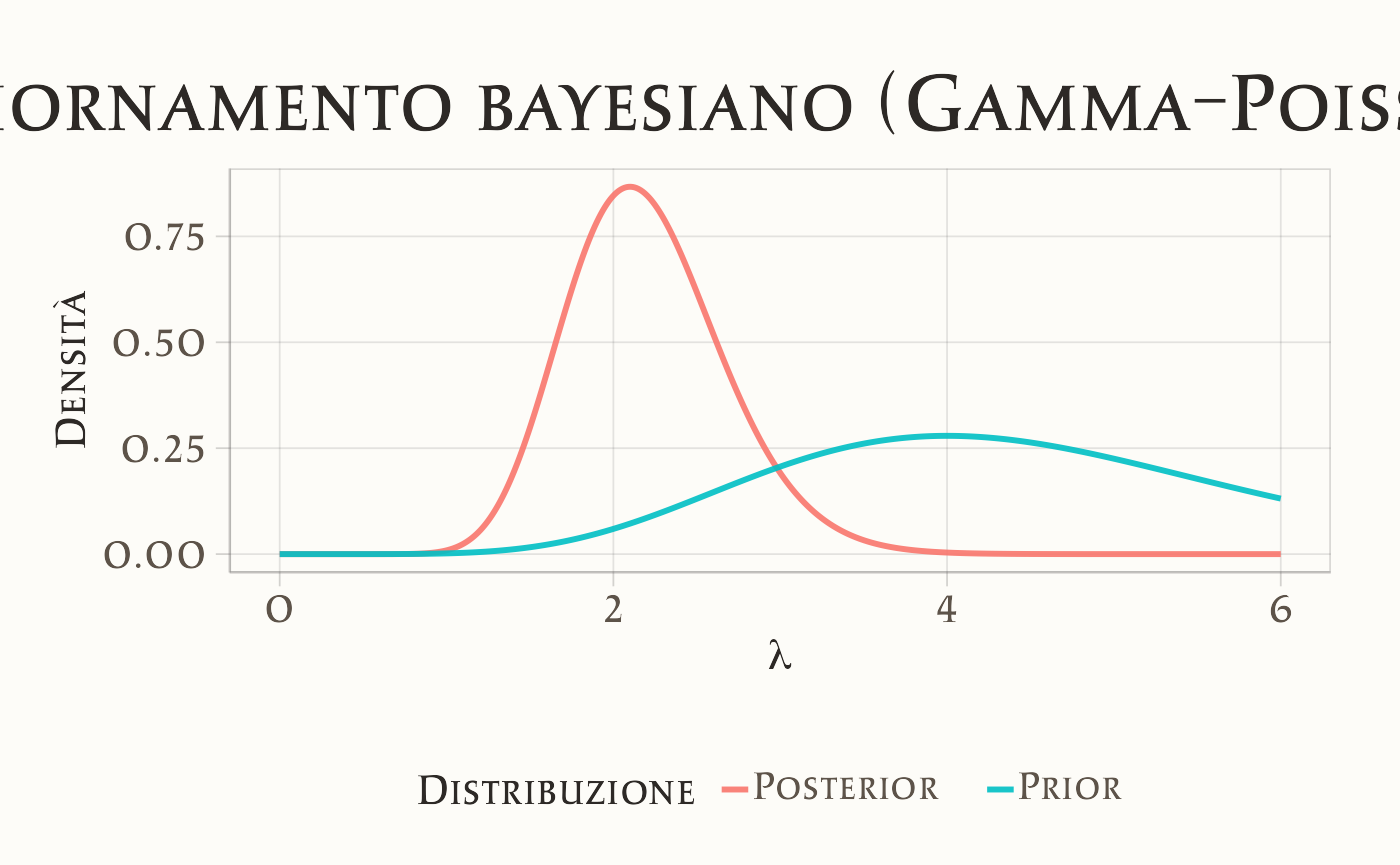 IORNAMENTO BAYESIANO (GAMMA–POISS
DENSITÀ
0.75
0.50
0.25
0.00
0 2 4 6
λ
DISTRIBUZIONE POSTERIOR PRIOR